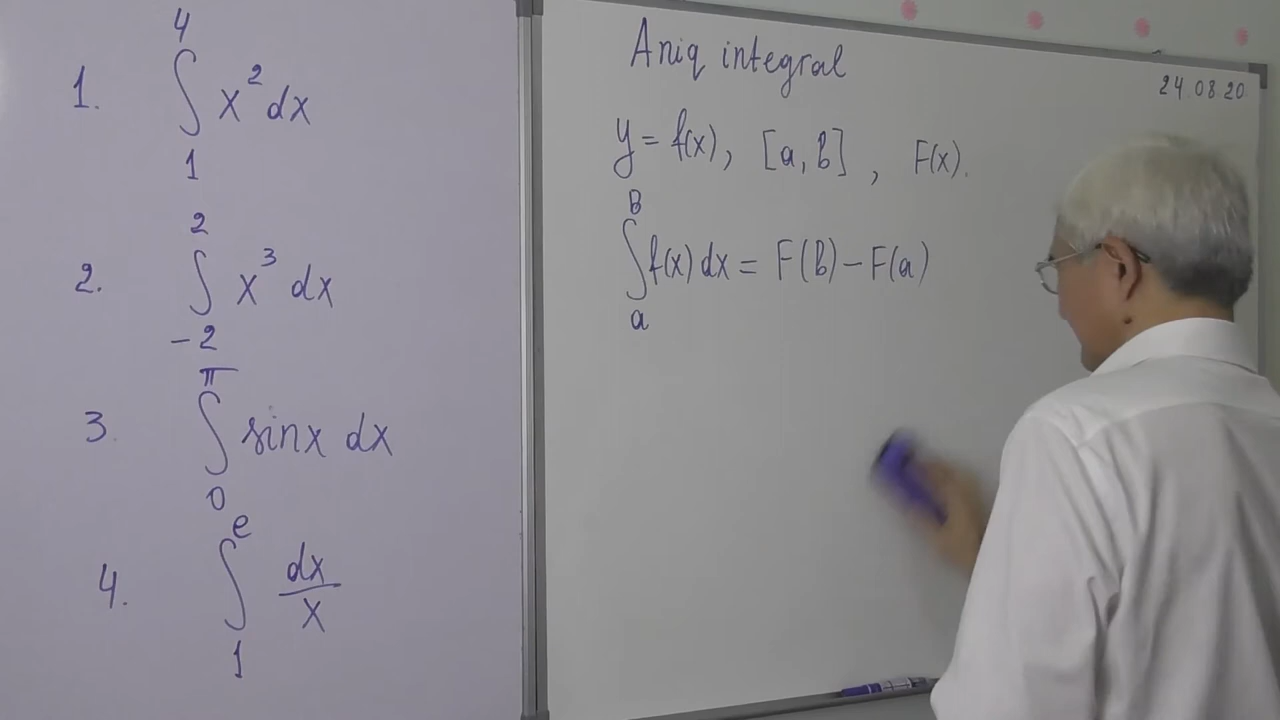 1. ∫₁⁴ x² dx
2. ∫₋₂² x³ dx
3. ∫₀^π sinx dx
4. ∫₁^e dx/x
Aniq integral
24.08.20
y = f(x), [a, b], F(x).
∫ₐᵇ f(x) dx = F(b) – F(a)